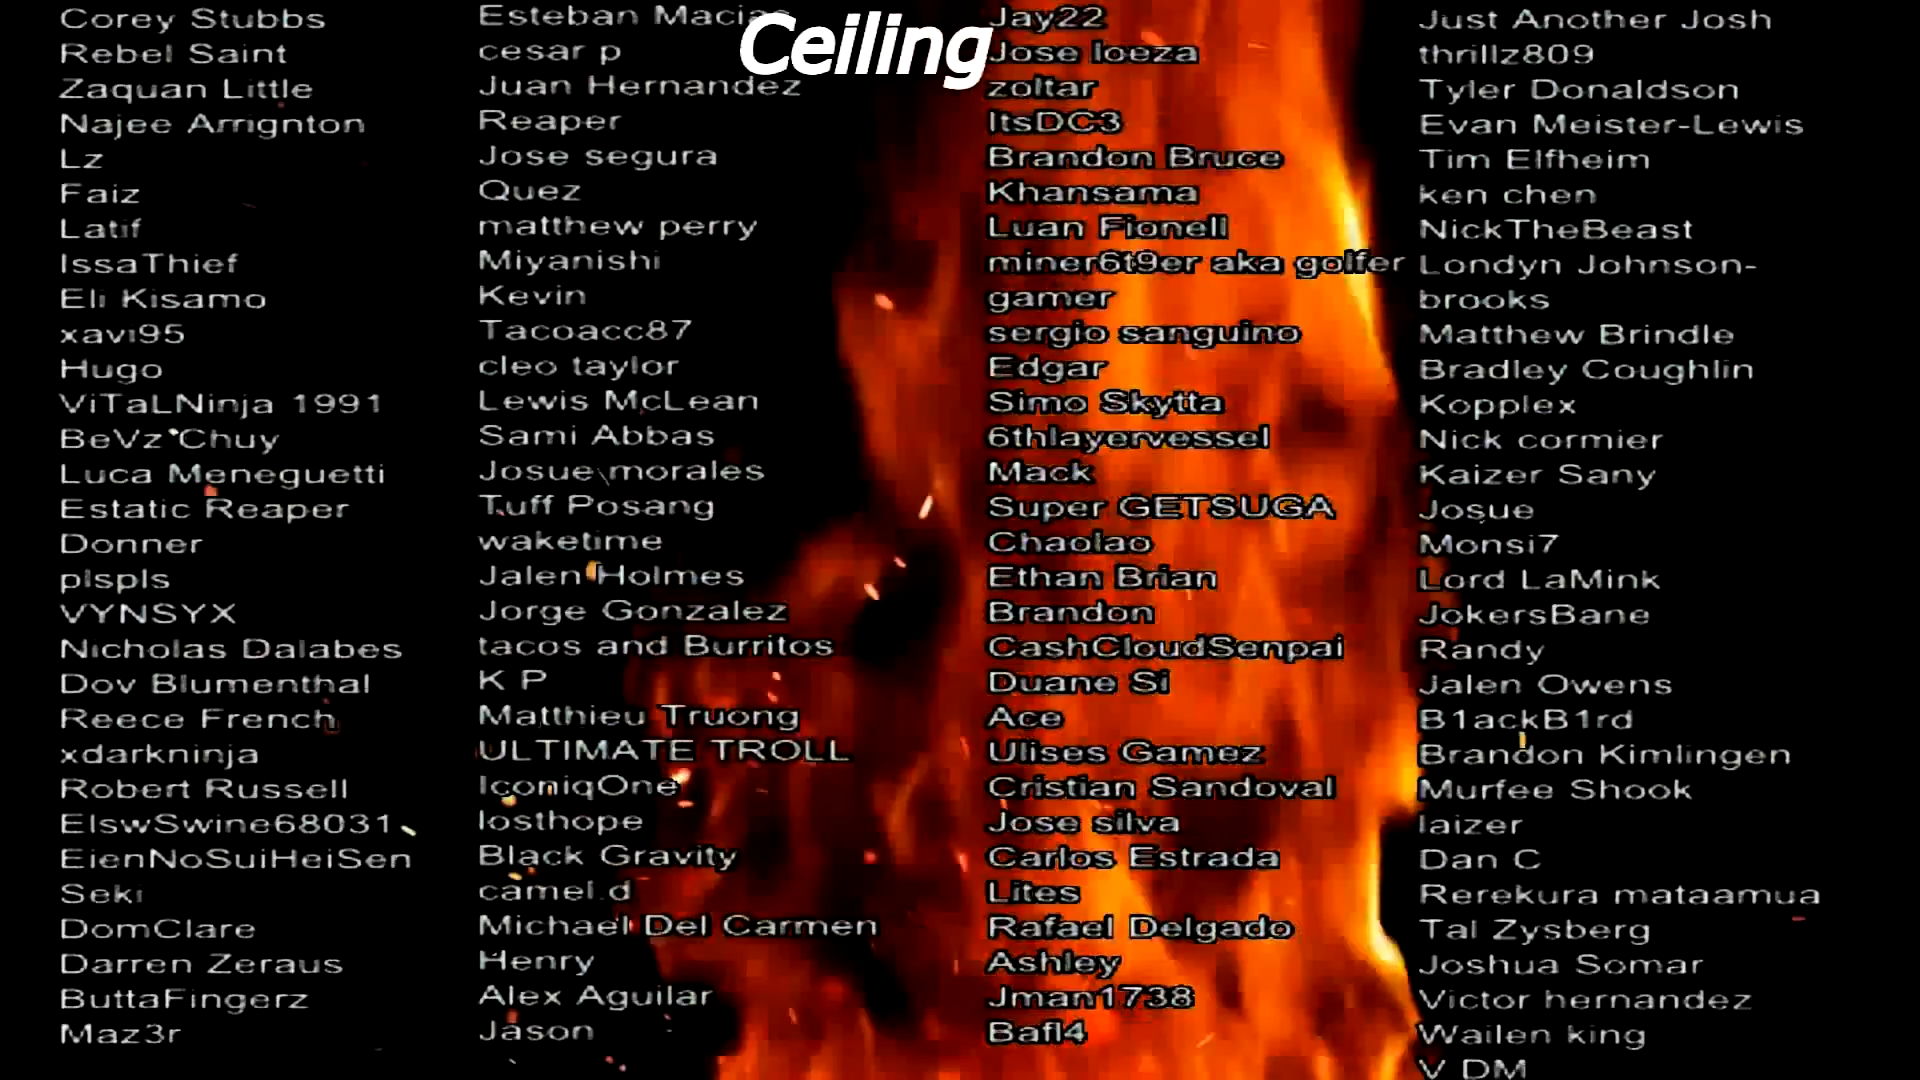 Ceiling
Corey Stubbs
Rebel Saint
Zaquan Little
Najee Arrignton
Lz
Faiz
Latif
IssaThief
Eli Kisamo
xavi95
Hugo
ViTaLNinja 1991
BeVz Chuy
Luca Meneguetti
Estatic Reaper
Donner
plspls
VYNSYX
Nicholas Dalabes
Dov Blumenthal
Reece French
xdarkninja
Robert Russell
ElswSwine68031
EienNoSuiHeiSen
Seki
DomClare
Darren Zeraus
ButtaFingerz
Maz3r
Esteban Macias
cesar p
Juan Hernandez
Reaper
Jose segura
Quez
matthew perry
Miyanishi
Kevin
Tacoacc87
cleo taylor
Lewis McLean
Sami Abbas
Josue morales
Tuff Posang
waketime
Jalen Holmes
Jorge Gonzalez
tacos and Burritos
K P
Matthieu Truong
ULTIMATE TROLL
IconiqOne
losthope
Black Gravity
camel.d
Michael Del Carmen
Henry
Alex Aguilar
Jason
Jay22
Jose loeza
zoltar
ItsDC3
Brandon Bruce
Khansama
Luan Fionell
miner6t9er aka golfer
gamer
sergio sanguino
Edgar
Simo Skytta
6thlayervessel
Mack
Super GETSUGA
Chaolao
Ethan Brian
Brandon
CashCloudSenpai
Duane Si
Ace
Ulises Gamez
Cristian Sandoval
Jose silva
Carlos Estrada
Lites
Rafael Delgado
Ashley
Jman1738
Bafl4
Just Another Josh
thrillz809
Tyler Donaldson
Evan Meister-Lewis
Tim Elfheim
ken chen
NickTheBeast
Londyn Johnson-
brooks
Matthew Brindle
Bradley Coughlin
Kopplex
Nick cormier
Kaizer Sany
Josue
Monsi7
Lord LaMink
JokersBane
Randy
Jalen Owens
B1ackB1rd
Brandon Kimlingen
Murfee Shook
laizer
Dan C
Rerekura mataamua
Tal Zysberg
Joshua Somar
Victor hernandez
Wailen king
V DM